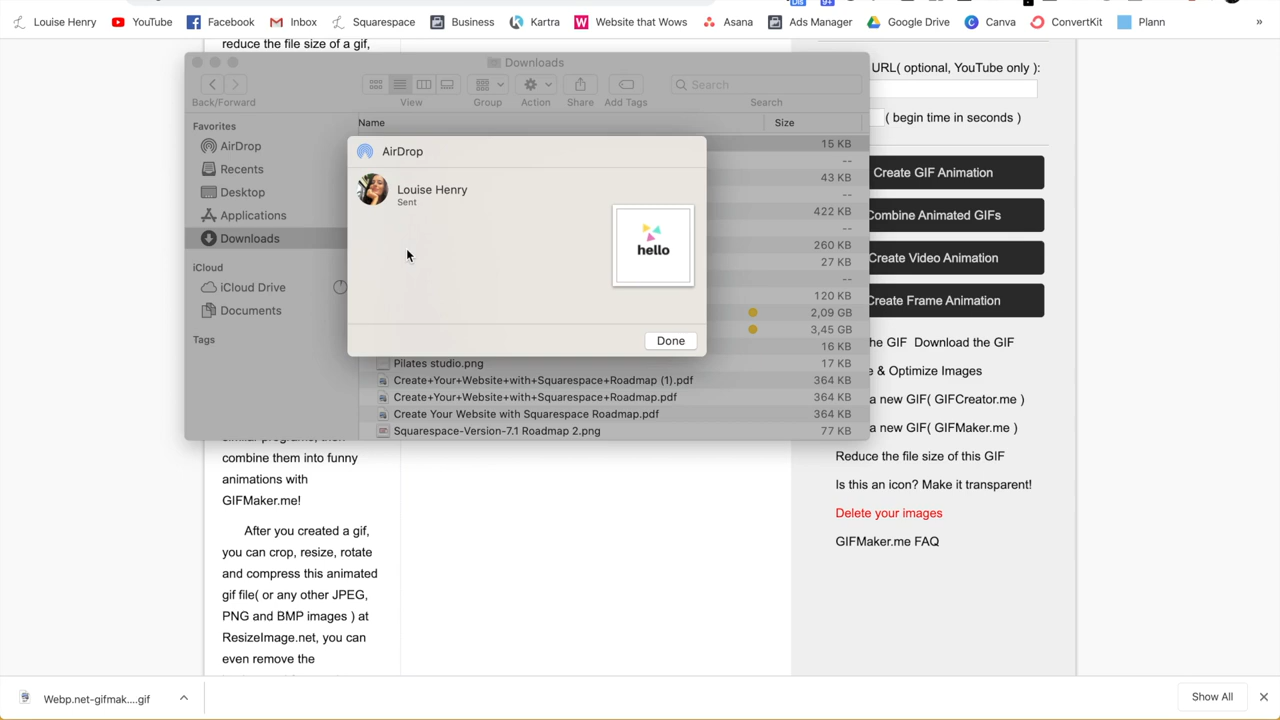 Louise Henry
YouTube
Facebook
Inbox
Squarespace
Business
Kartra
Website that Wows
Asana
Ads Manager
Google Drive
Canva
ConvertKit
Plann
»
reduce the file size of a gif,
Downloads
Search
Back/Forward
View
Group
Action
Share
Add Tags
Search
Favorites
AirDrop
Recents
Desktop
Applications
Downloads
iCloud
iCloud Drive
Documents
Tags
Name
Size
15 KB
--
43 KB
--
422 KB
--
260 KB
27 KB
--
120 KB
2,09 GB
3,45 GB
16 KB
Pilates studio.png
17 KB
Create+Your+Website+with+Squarespace+Roadmap (1).pdf
364 KB
Create+Your+Website+with+Squarespace+Roadmap.pdf
364 KB
Create Your Website with Squarespace Roadmap.pdf
364 KB
Squarespace-Version-7.1 Roadmap 2.png
77 KB
AirDrop
Louise Henry
Sent
hello
Done
URL( optional, YouTube only ):
( begin time in seconds )
Create GIF Animation
Combine Animated GIFs
Create Video Animation
Create Frame Animation
he GIF Download the GIF
e & Optimize Images
a new GIF( GIFCreator.me )
a new GIF( GIFMaker.me )
Reduce the file size of this GIF
Is this an icon? Make it transparent!
Delete your images
GIFMaker.me FAQ
combine them into funny
animations with
GIFMaker.me!
After you created a gif,
you can crop, resize, rotate
and compress this animated
gif file( or any other JPEG,
PNG and BMP images ) at
ResizeImage.net, you can
even remove the
Webp.net-gifmak....gif
Show All